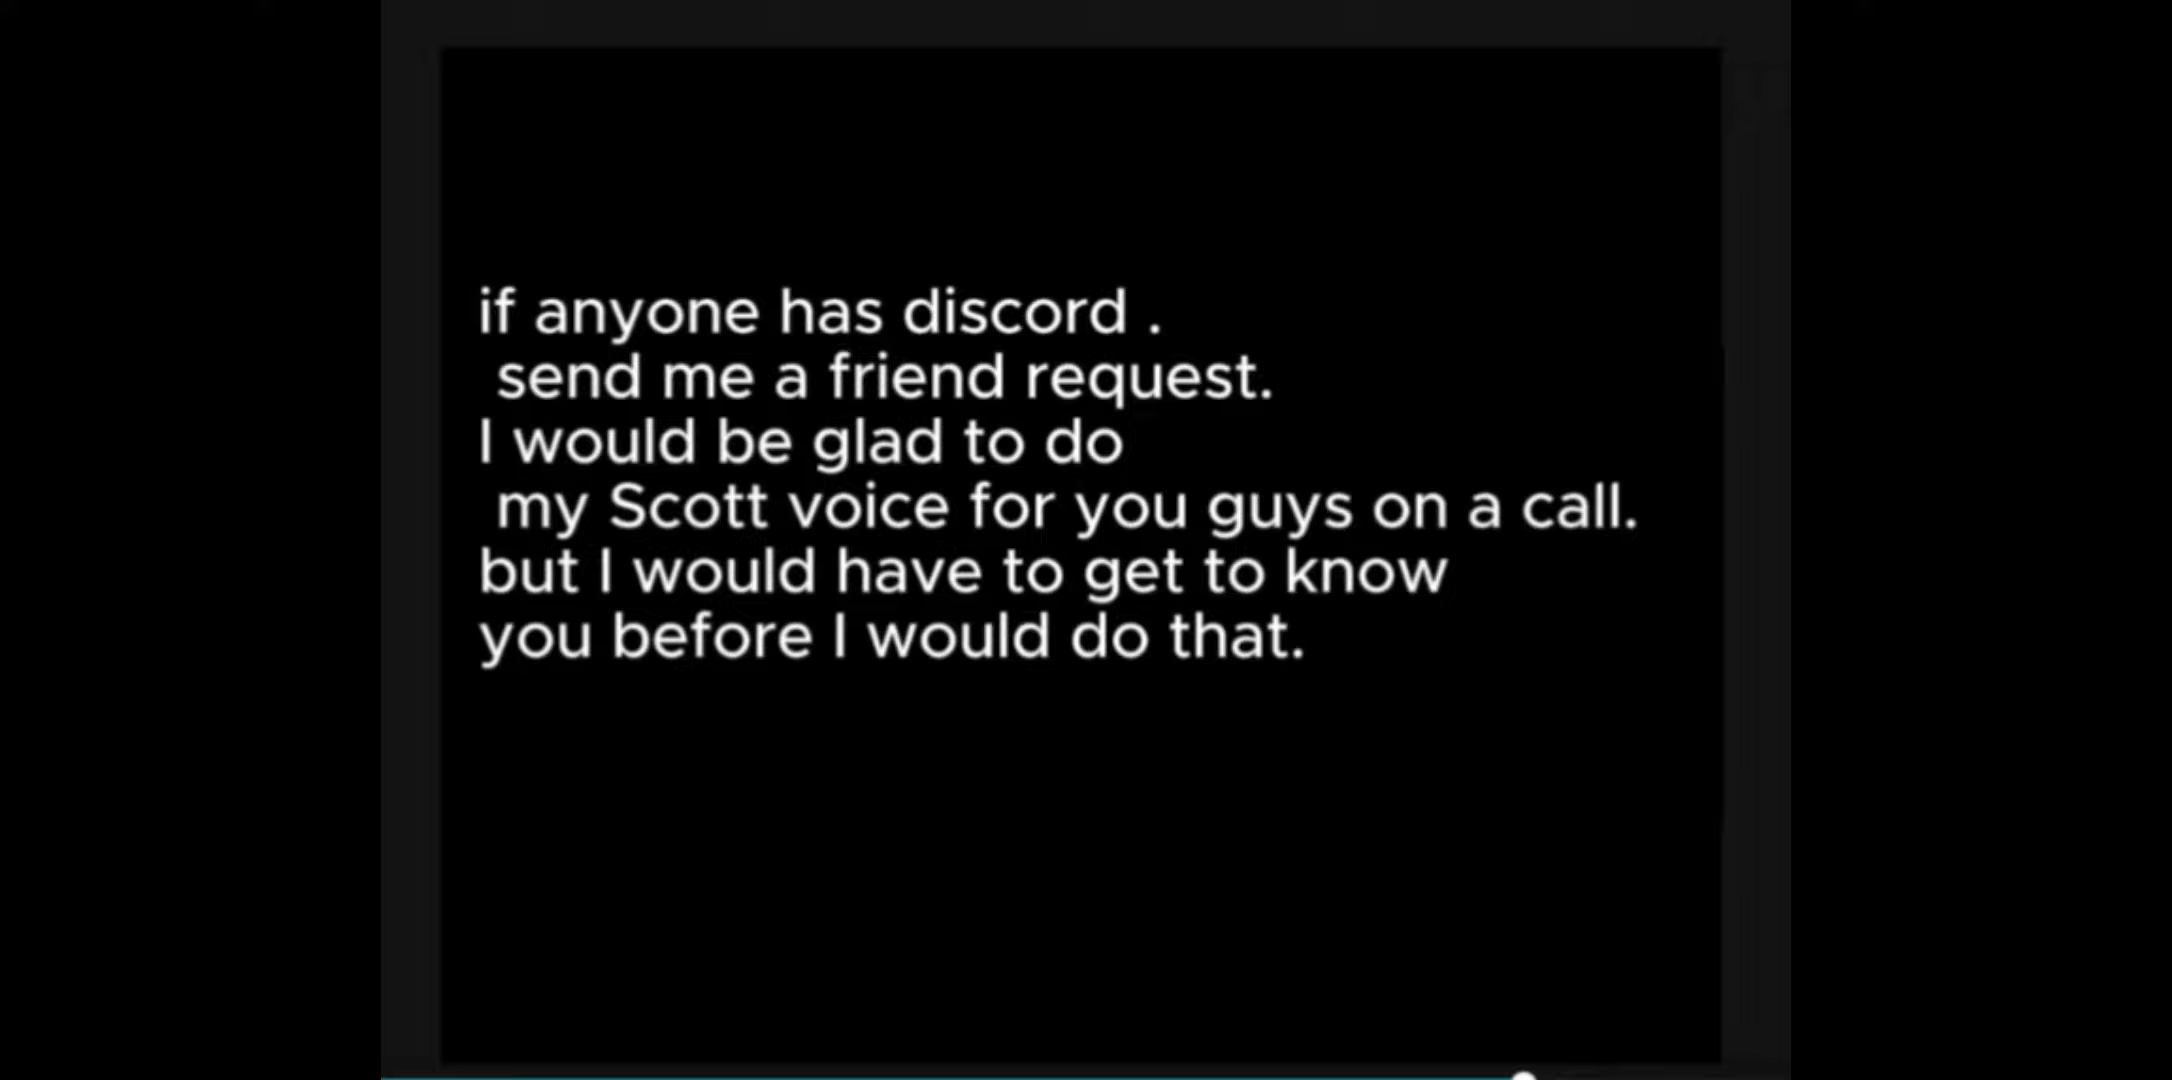 if anyone has discord .
send me a friend request.
I would be glad to do
my Scott voice for you guys on a call.
but I would have to get to know
you before I would do that.